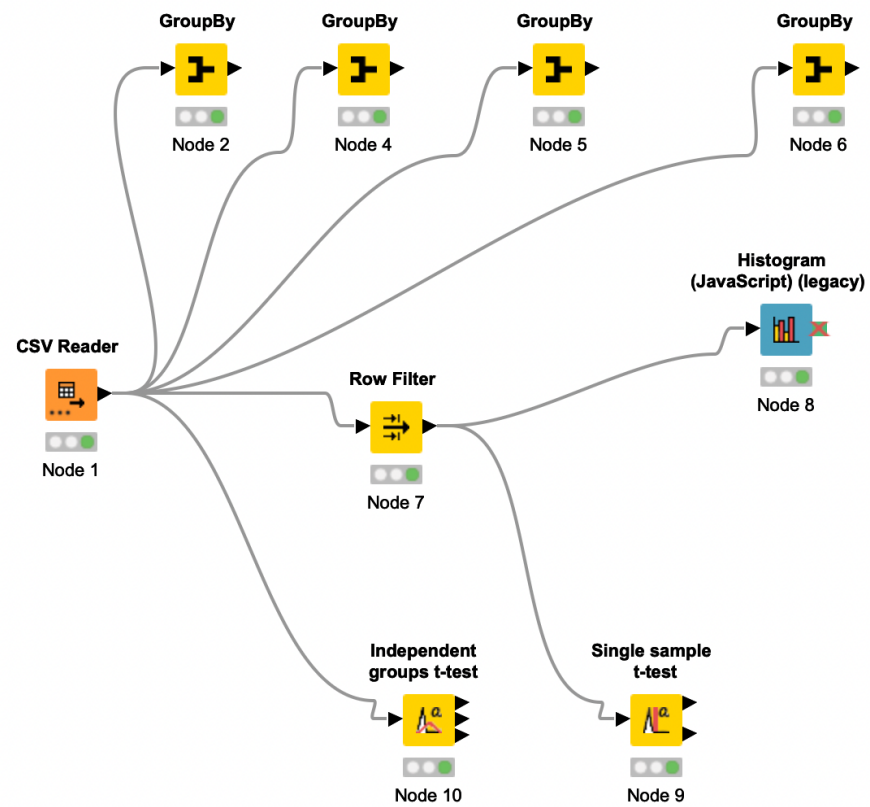 GroupBy
GroupBy
GroupBy
GroupBy
Node 2
Node 4
Node 5
Node 6
Histogram
(JavaScript) (legacy)
Node 8
CSV Reader
Node 1
Row Filter
Node 7
Independent
groups t-test
Node 10
Single sample
t-test
Node 9